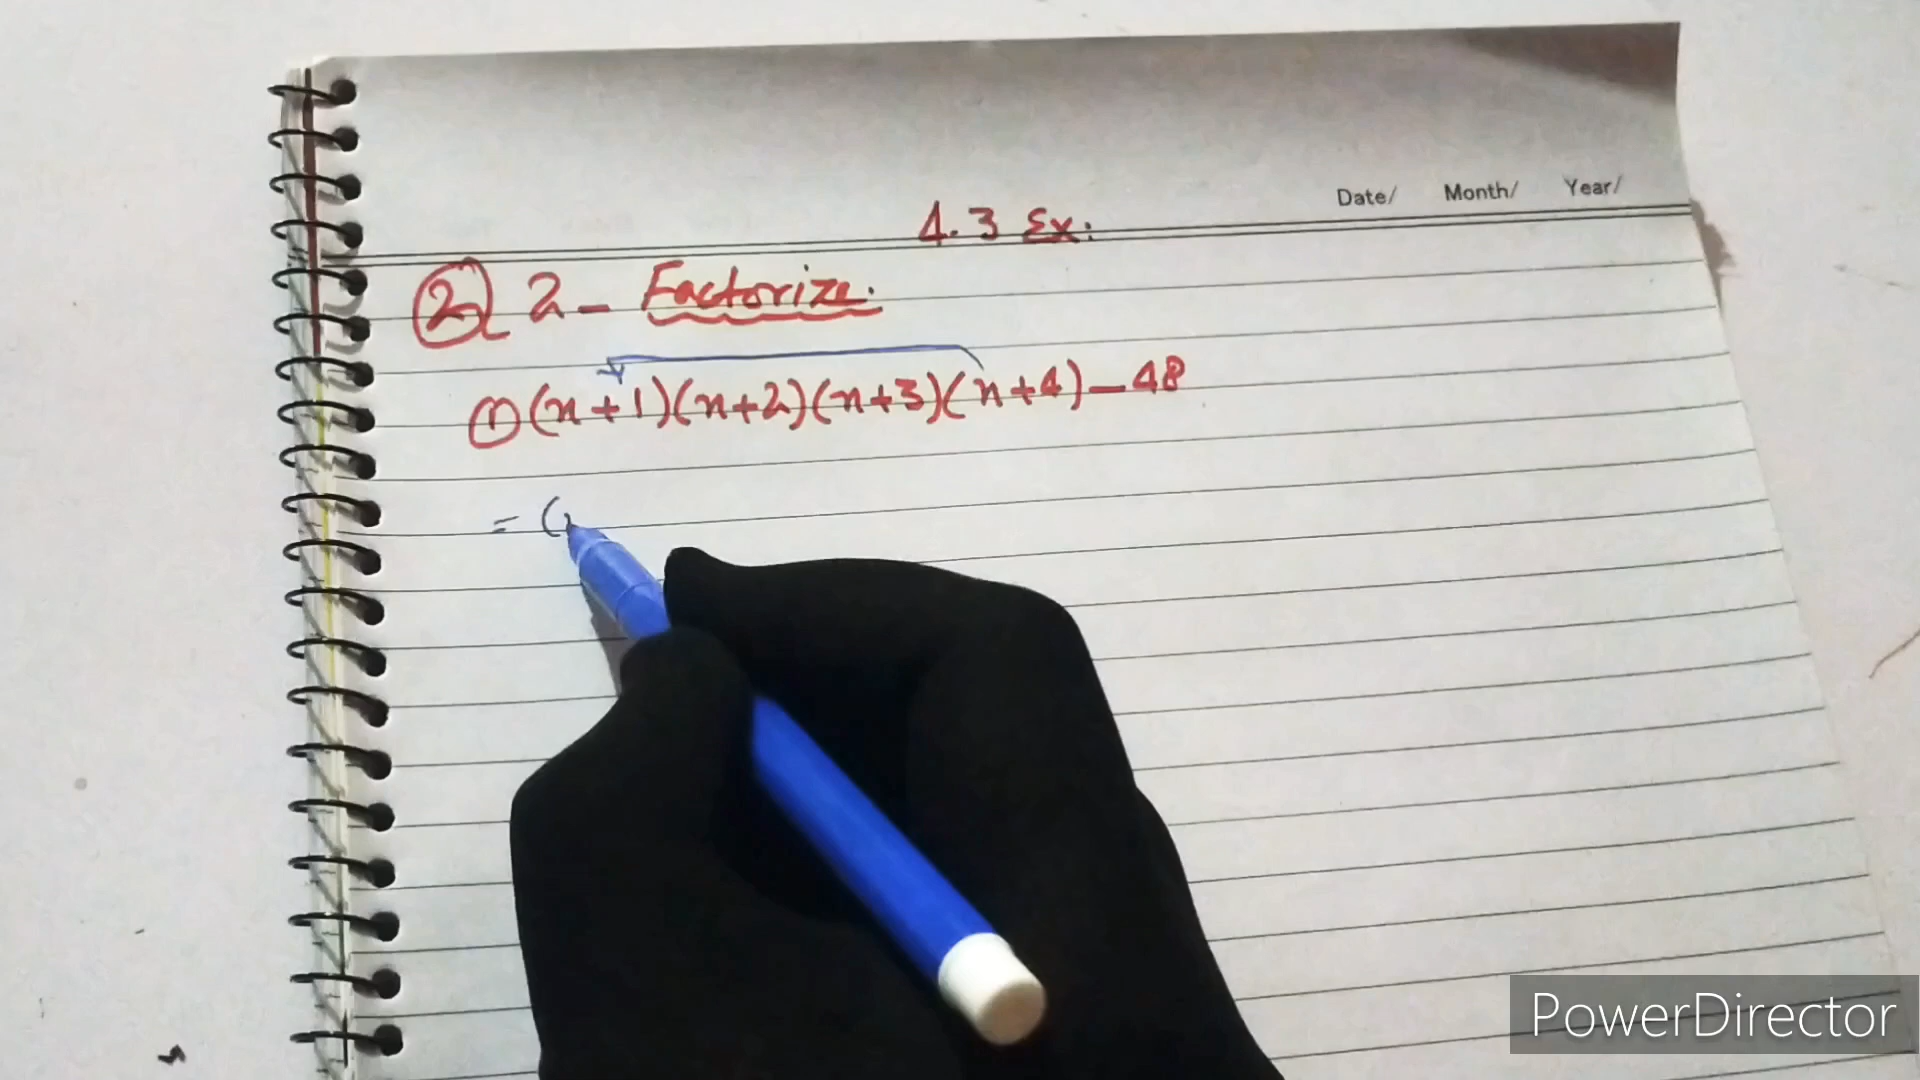 Date/ Month/ Year/
4.3 Ex:
② 2 - Factorize.
① (x+1)(x+2)(x+3)(x+4)-48
= (
PowerDirector